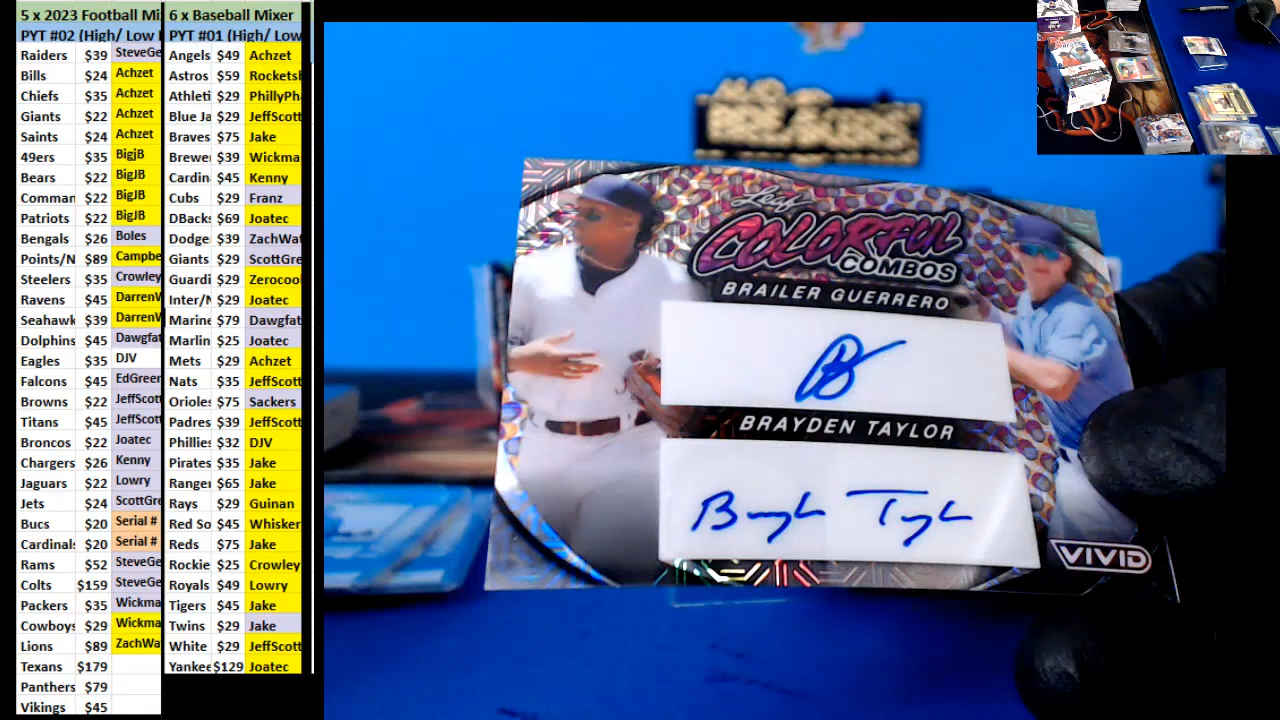 5 x 2023 Football Mi
PYT #02 (High/ Low
Raiders $39 SteveGe
Bills $24 Achzet
Chiefs $35 Achzet
Giants $22 Achzet
Saints $24 Achzet
49ers $35 BigjB
Bears $22 BigJB
Comman $22 BigJB
Patriots $22 BigJB
Bengals $26 Boles
Points/N $89 Campbe
Steelers $35 Crowley
Ravens $45 DarrenW
Seahawk $39 DarrenW
Dolphins $45 Dawgfat
Eagles $35 DJV
Falcons $45 EdGreer
Browns $22 JeffScott
Titans $45 JeffScott
Broncos $22 Joatec
Chargers $26 Kenny
Jaguars $22 Lowry
Jets $24 ScottGre
Bucs $20 Serial #
Cardinals $20 Serial #
Rams $52 SteveGe
Colts $159 SteveGe
Packers $35 Wickma
Cowboys $29 Wickma
Lions $89 ZachWa
Texans $179
Panthers $79
Vikings $45
6 x Baseball Mixer
PYT #01 (High/ Low
Angels $49 Achzet
Astros $59 Rocketsh
Athleti $29 PhillyPha
Blue Ja $29 JeffScott
Braves $75 Jake
Brewer $39 Wickma
Cardin $45 Kenny
Cubs $29 Franz
DBacks $69 Joatec
Dodge $39 ZachWat
Giants $29 ScottGre
Guardi $29 Zerocool
Inter/N $29 Joatec
Marine $79 Dawgfat
Marlin $25 Joatec
Mets $29 Achzet
Nats $35 JeffScott
Oriole $75 Sackers
Padres $39 JeffScott
Phillie $32 DJV
Pirates $35 Jake
Ranger $65 Jake
Rays $29 Guinan
Red So $45 Whisker
Reds $75 Jake
Rockie $25 Crowley
Royals $49 Lowry
Tigers $45 Jake
Twins $29 Jake
White $29 JeffScott
Yankee $129 Joatec
Leaf
COLORFUL
COMBOS
BRAILER GUERRERO
BRAYDEN TAYLOR
VIVID